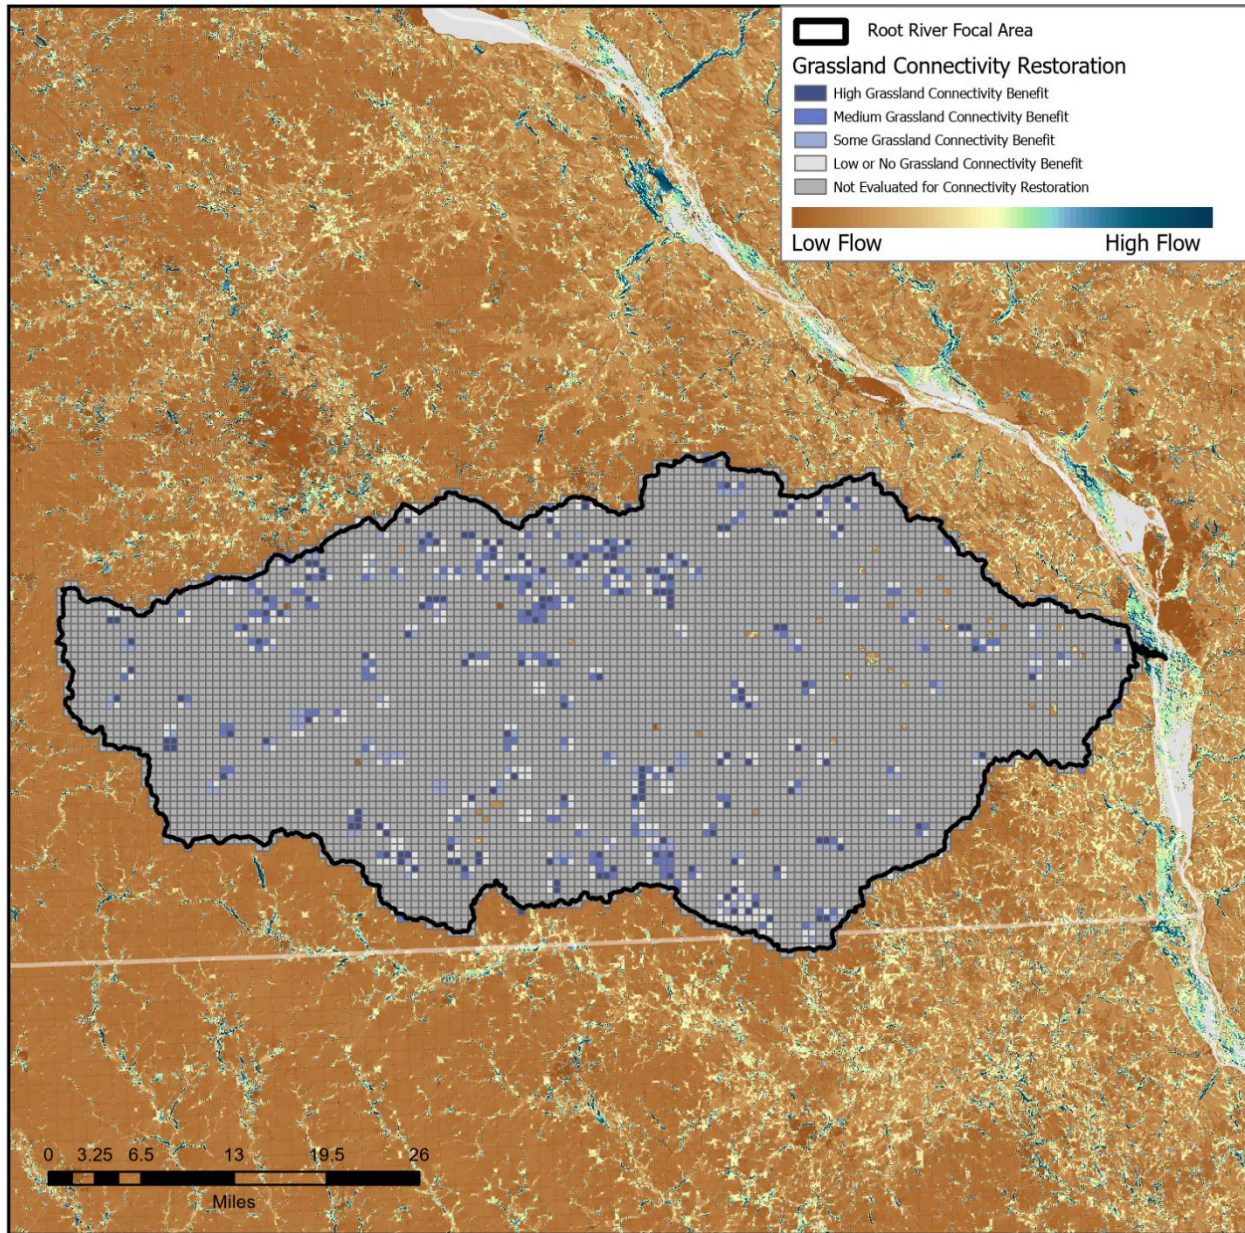 Root River Focal Area
Grassland Connectivity Restoration
High Grassland Connectivity Benefit
Medium Grassland Connectivity Benefit
Some Grassland Connectivity Benefit
Low or No Grassland Connectivity Benefit
Not Evaluated for Connectivity Restoration
Low Flow High Flow
0 3.25 6.5 13 19.5 26
Miles